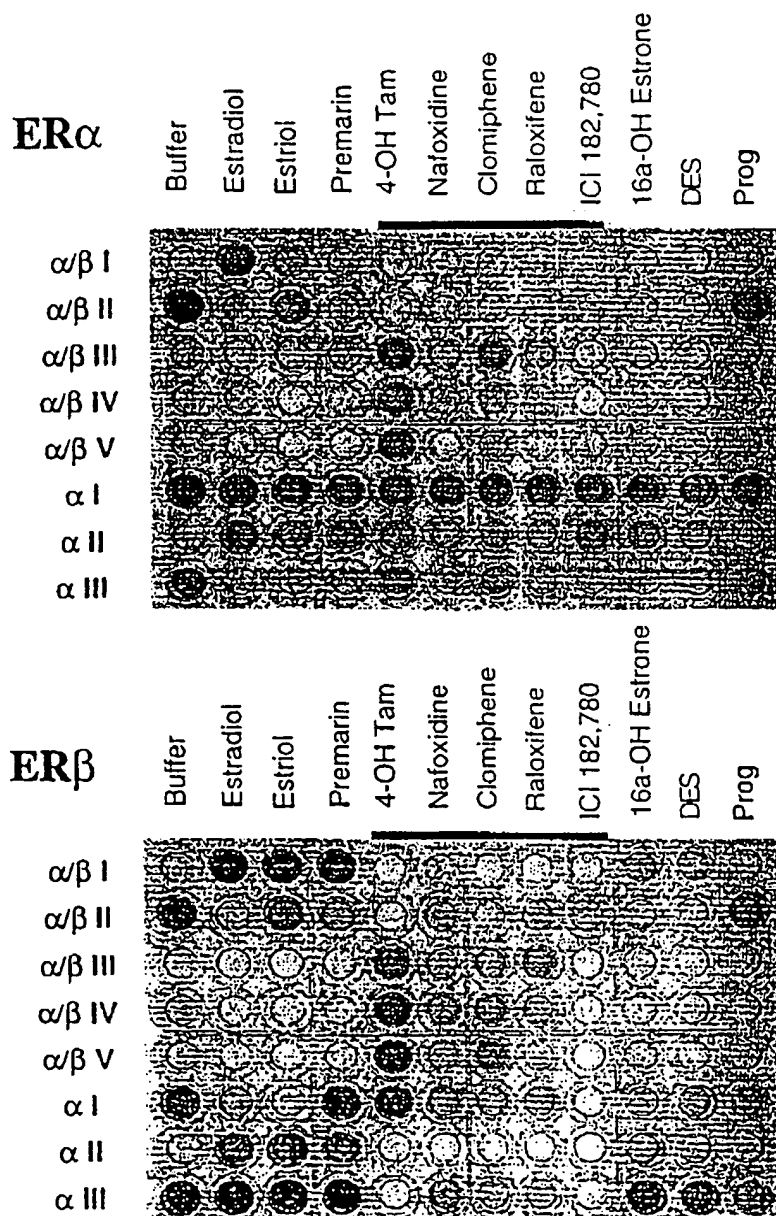 ERα
Buffer
Estradiol
Estriol
Premarin
4-OH Tam
Nafoxidine
Clomiphene
Raloxifene
ICI 182,780
16a-OH Estrone
DES
Prog
α/β I
α/β II
α/β III
α/β IV
α/β V
α I
α II
α III
ERβ
Buffer
Estradiol
Estriol
Premarin
4-OH Tam
Nafoxidine
Clomiphene
Raloxifene
ICI 182,780
16a-OH Estrone
DES
Prog
α/β I
α/β II
α/β III
α/β IV
α/β V
α I
α II
α III